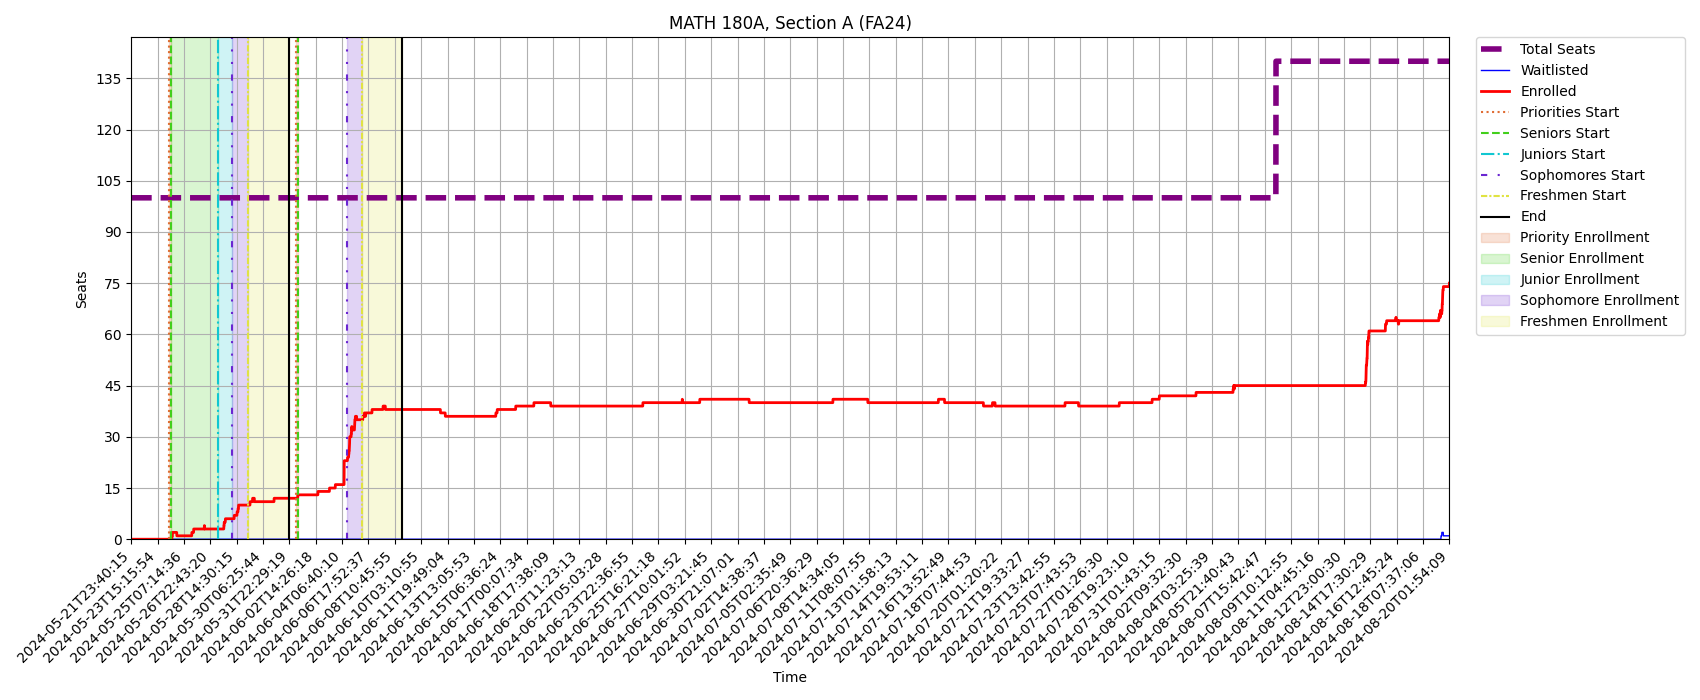 MATH 180A, Section A (FA24)
Seats
135
120
105
90
75
60
45
30
15
0
2024-05-21T23:40:15
2024-05-23T15:15:54
2024-05-25T07:14:36
2024-05-26T22:43:20
2024-05-28T14:30:15
2024-05-30T06:25:44
2024-05-31T22:29:19
2024-06-02T14:26:18
2024-06-04T06:40:10
2024-06-06T17:52:37
2024-06-08T10:45:55
2024-06-10T03:10:55
2024-06-11T19:49:04
2024-06-13T13:05:53
2024-06-15T06:36:24
2024-06-17T00:07:34
2024-06-18T17:38:09
2024-06-20T11:23:13
2024-06-22T05:03:28
2024-06-23T22:36:55
2024-06-25T16:21:18
2024-06-27T10:01:52
2024-06-29T03:21:45
2024-06-30T21:07:01
2024-07-02T14:38:37
2024-07-05T02:35:49
2024-07-06T20:36:29
2024-07-08T14:34:05
2024-07-11T08:07:55
2024-07-13T01:58:13
2024-07-14T19:53:11
2024-07-16T13:52:49
2024-07-18T07:44:53
2024-07-20T01:20:22
2024-07-21T19:33:27
2024-07-23T13:42:55
2024-07-25T07:43:53
2024-07-27T01:26:30
2024-07-28T19:23:10
2024-07-31T01:43:15
2024-08-02T09:32:30
2024-08-04T03:25:39
2024-08-05T21:40:43
2024-08-07T15:42:47
2024-08-09T10:12:55
2024-08-11T04:45:16
2024-08-12T23:00:30
2024-08-14T17:30:29
2024-08-16T12:45:24
2024-08-18T07:37:06
2024-08-20T01:54:09
Time
Total Seats
Waitlisted
Enrolled
Priorities Start
Seniors Start
Juniors Start
Sophomores Start
Freshmen Start
End
Priority Enrollment
Senior Enrollment
Junior Enrollment
Sophomore Enrollment
Freshmen Enrollment